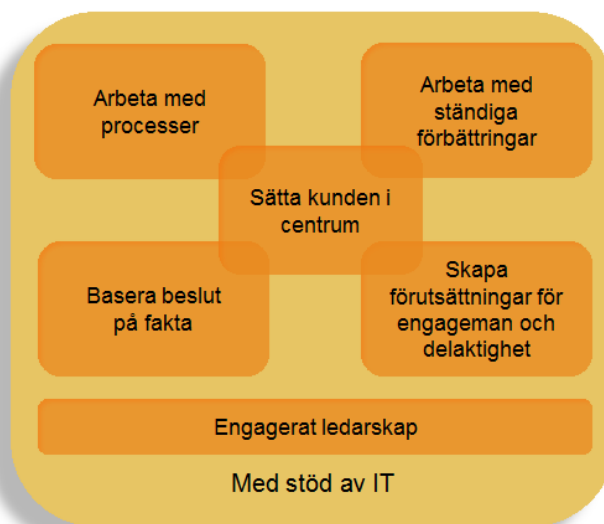 Arbeta med
processer
Arbeta med
ständiga
förbättringar
Sätta kunden i
centrum
Basera beslut
på fakta
Skapa
förutsättningar för
engageman och
delaktighet
Engagerat ledarskap
Med stöd av IT